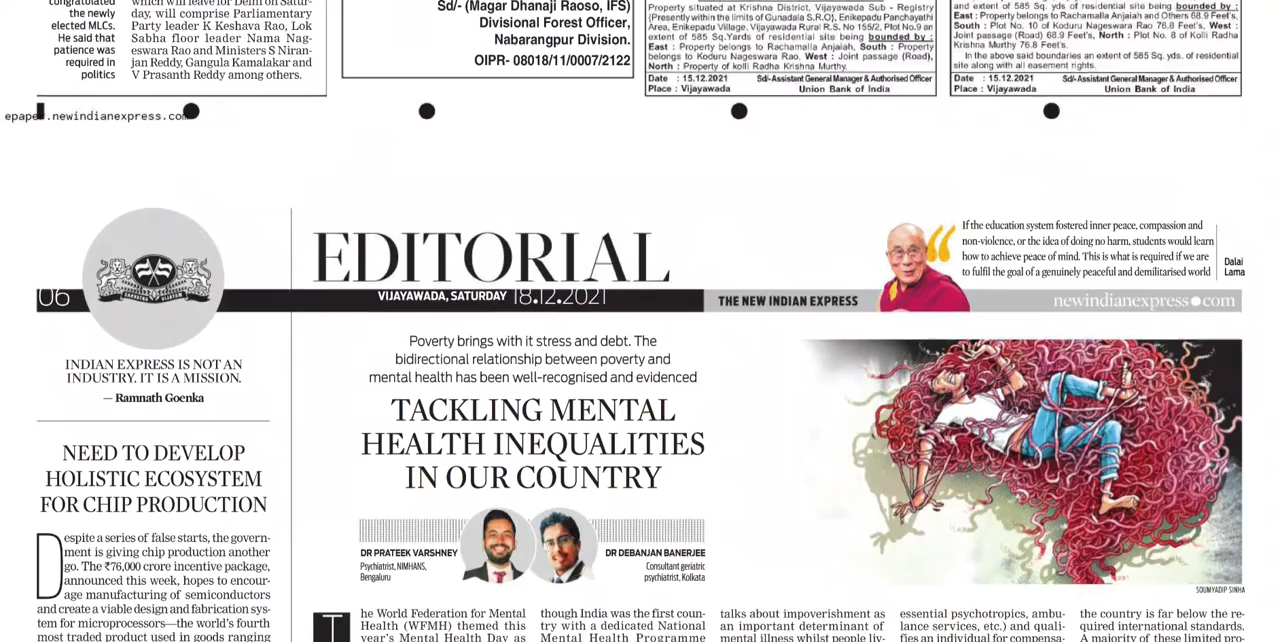 congratulated
the newly
elected MLCs.
He said that
patience was
required in
politics
which will leave for Delhi on Satur-
day, will comprise Parliamentary
Party leader K Keshava Rao, Lok
Sabha floor leader Nama Nag-
eswara Rao and Ministers S Niran-
jan Reddy, Gangula Kamalakar and
V Prasanth Reddy among others.
Sd/- (Magar Dhanaji Raoso, IFS)
Divisional Forest Officer,
Nabarangpur Division.
OIPR- 08018/11/0007/2122
Property situated at Krishna District, Vijayawada Sub - Registry
(Presently within the limits of Gunadala S.R.O), Enikepadu Panchayathi
Area, Enikepadu Village, Vijayawada Rural R.S. No 155/2, Plot No.9 an
extent of 585 Sq.Yards of residential site being bounded by :
East : Property belongs to Rachamalla Anjaiah, South : Property
belongs to Koduru Nageswara Rao, West : Joint passage (Road),
North : Property of kolli Radha Krishna Murthy.
Date : 15.12.2021 Sd/-Assistant General Manager & Authorised Officer
Place : Vijayawada Union Bank of India
and extent of 585 Sq. yds of residential site being bounded by :
East : Property belongs to Rachamalla Anjaiah and Others 68.9 Feet's,
South : Plot No. 10 of Koduru Nageswara Rao 76.8 Feet's, West :
Joint passage (Road) 68.9 Feet's, North : Plot No. 8 of Kolli Radha
Krishna Murthy 76.8 Feet's.
In the above said boundaries an extent of 585 Sq. yds. of residential
site along with all easement rights.
Date : 15.12.2021 Sd/-Assistant General Manager & Authorised Officer
Place : Vijayawada Union Bank of India
epaper.newindianexpress.com
06
EDITORIAL
VIJAYAWADA, SATURDAY 18.12.2021
THE NEW INDIAN EXPRESS
If the education system fostered inner peace, compassion and
non-violence, or the idea of doing no harm, students would learn
how to achieve peace of mind. This is what is required if we are
to fulfil the goal of a genuinely peaceful and demilitarised world
Dalai
Lama
newindianexpress●com
INDIAN EXPRESS IS NOT AN
INDUSTRY. IT IS A MISSION.
— Ramnath Goenka
NEED TO DEVELOP
HOLISTIC ECOSYSTEM
FOR CHIP PRODUCTION
Despite a series of false starts, the govern-
ment is giving chip production another
go. The ₹76,000 crore incentive package,
announced this week, hopes to encour-
age manufacturing of semiconductors
and create a viable design and fabrication sys-
tem for microprocessors—the world's fourth
most traded product used in goods ranging
Poverty brings with it stress and debt. The
bidirectional relationship between poverty and
mental health has been well-recognised and evidenced
TACKLING MENTAL
HEALTH INEQUALITIES
IN OUR COUNTRY
DR PRATEEK VARSHNEY
Psychiatrist, NIMHANS,
Bengaluru
DR DEBANJAN BANERJEE
Consultant geriatric
psychiatrist, Kolkata
SOUMYADIP SINHA
The World Federation for Mental
Health (WFMH) themed this
year's Mental Health Day as
though India was the first coun-
try with a dedicated National
Mental Health Programme
talks about impoverishment as
an important determinant of
mental illness whilst people liv-
essential psychotropics, ambu-
lance services, etc.) and quali-
fies an individual for compensa-
the country is far below the re-
quired international standards.
A majority of these limited pro-